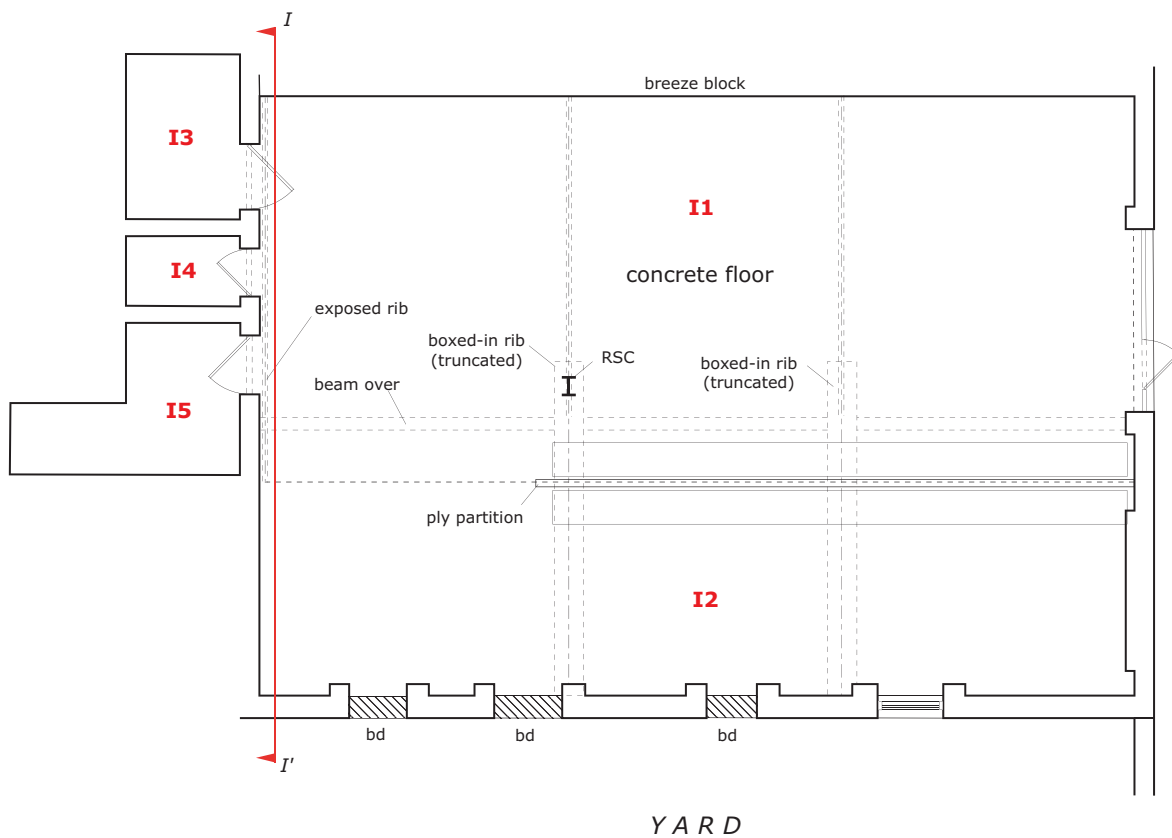 I
breeze block
I3
I1
I4
concrete floor
exposed rib
boxed-in rib
(truncated)
RSC
boxed-in rib
(truncated)
beam over
I5
ply partition
I2
bd
bd
bd
I'
YARD